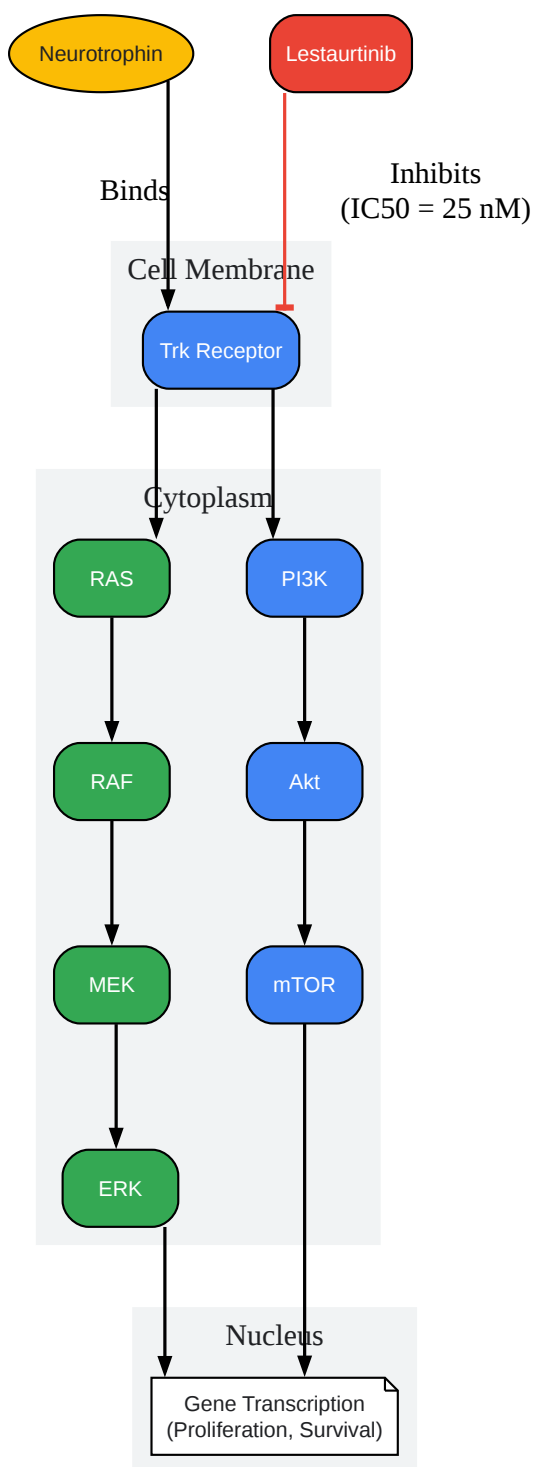 Neurotrophin
Lestaurtinib
Binds
Inhibits
(IC50 = 25 nM)
Cell Membrane
Trk Receptor
Cytoplasm
RAS
PI3K
RAF
Akt
MEK
mTOR
ERK
Nucleus
Gene Transcription
(Proliferation, Survival)